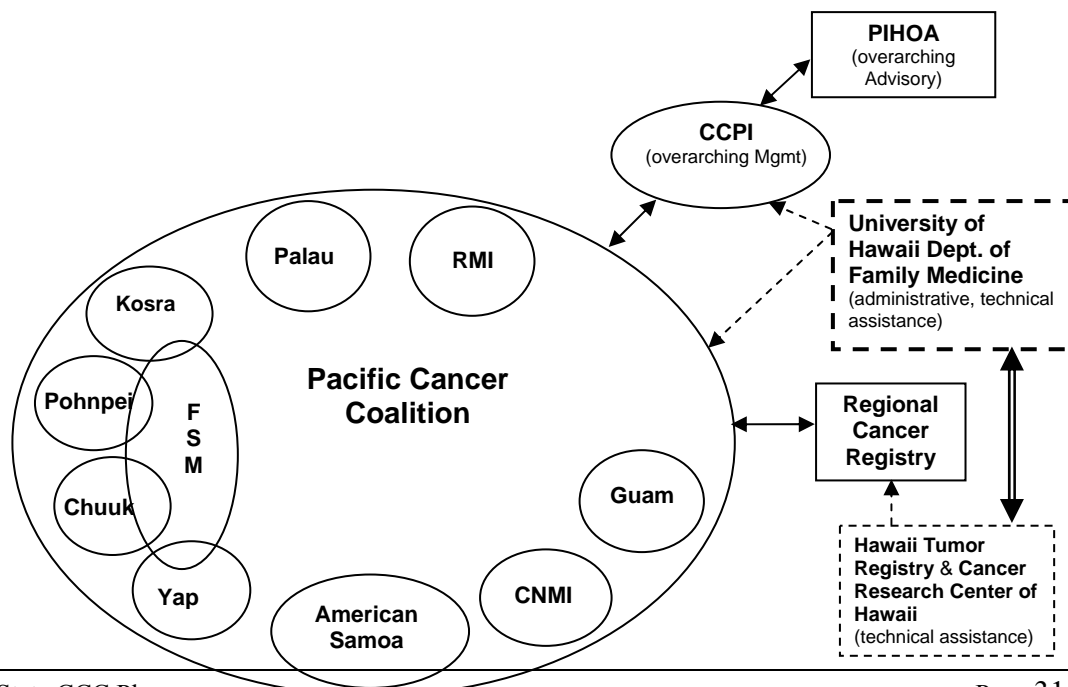 PIHOA
(overarching
Advisory)
CCPI
(overarching Mgmt)
University of
Hawaii Dept. of
Family Medicine
(administrative, technical
assistance)
Palau
RMI
Kosra
Pohnpei
F
S
M
Chuuk
Yap
Pacific Cancer
Coalition
American
Samoa
CNMI
Guam
Regional
Cancer
Registry
Hawaii Tumor
Registry & Cancer
Research Center of
Hawaii
(technical assistance)
31